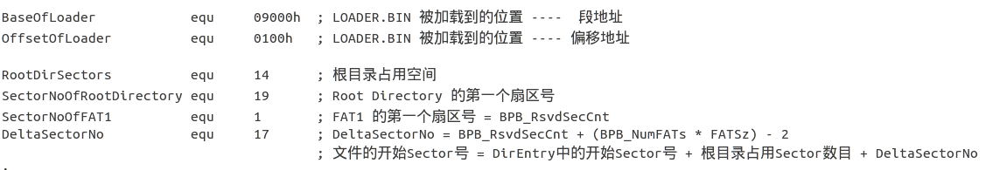 BaseOfLoader equ 09000h ; LOADER.BIN 被加载到的位置 ---- 段地址
OffsetOfLoader equ 0100h ; LOADER.BIN 被加载到的位置 ---- 偏移地址
RootDirSectors equ 14 ; 根目录占用空间
SectorNoOfRootDirectory equ 19 ; Root Directory 的第一个扇区号
SectorNoOfFAT1 equ 1 ; FAT1 的第一个扇区号 = BPB_RsvdSecCnt
DeltaSectorNo equ 17 ; DeltaSectorNo = BPB_RsvdSecCnt + (BPB_NumFATs * FATSz) - 2
; 文件的开始Sector号 = DirEntry中的开始Sector号 + 根目录占用Sector数目 + DeltaSectorNo